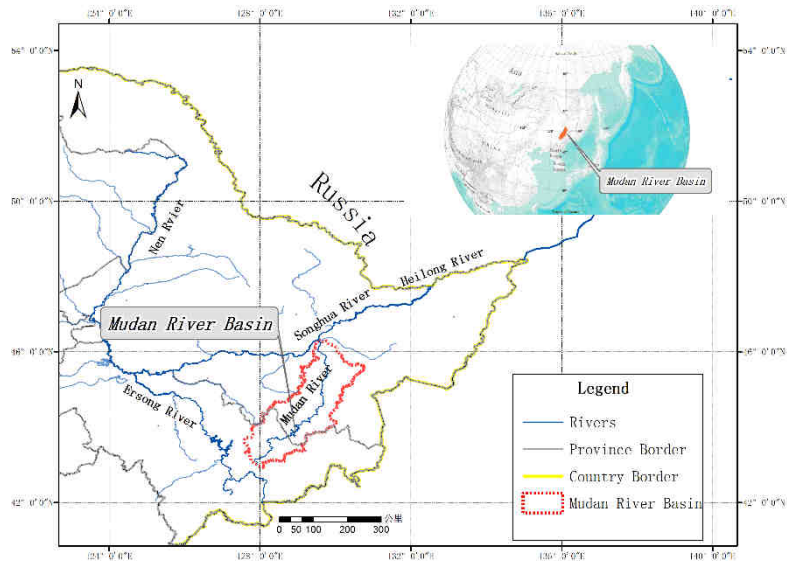 124° 0′0″E
128° 0′0″E
132° 0′0″E
136° 0′0″E
140° 0′0″E
54° 0′0″N
54° 0′0″N
N
Asia
Mudan River Basin
50° 0′0″N
50° 0′0″N
Russia
Nen Rvier
Heilong River
Songhua River
Mudan River Basin
46° 0′0″N
46° 0′0″N
Mudan River
Ersong River
Legend
Rivers
Province Border
Country Border
Mudan River Basin
42° 0′0″N
42° 0′0″N
公里
0 50 100 200 300
124° 0′0″E
128° 0′0″E
132° 0′0″E
136° 0′0″E
140° 0′0″E